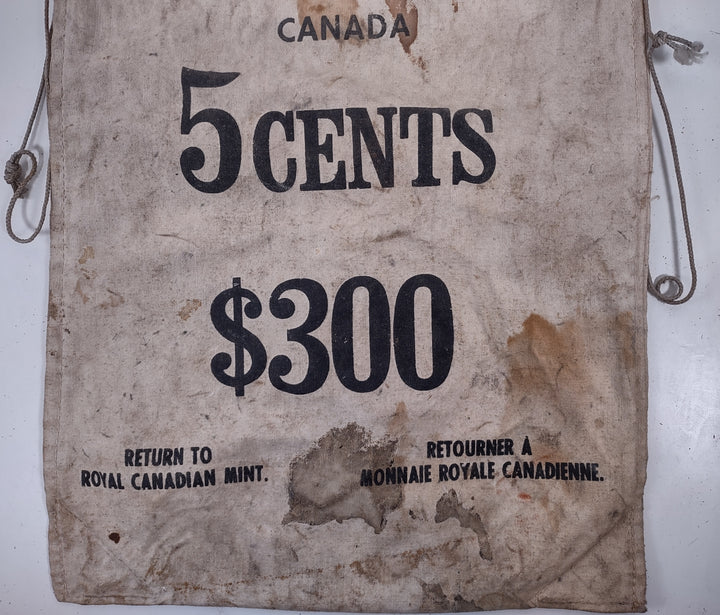 CANADA
5 CENTS
$300
RETURN TO
ROYAL CANADIAN MINT.
RETOURNER À
MONNAIE ROYALE CANADIENNE.